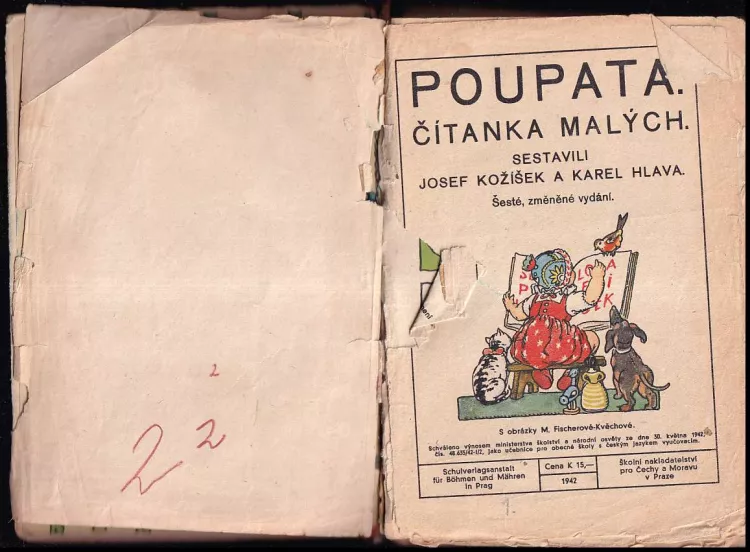 2
2
2
POUPATA.
ČÍTANKA MALÝCH.
SESTAVILI
JOSEF KOŽÍŠEK A KAREL HLAVA.
Šesté, změněné vydání.
S obrázky M. Fischerové-Kvěchové.
Schváleno výnosem ministerstva školství a národní osvěty ze dne 30. května 1942,
čís. 48.635/42-I/2, jako učebnice pro obecné školy s českým jazykem vyučovacím.
Schulverlagsanstalt
für Böhmen und Mähren
in Prag
Cena K 15,—
1942
Školní nakladatelství
pro Čechy a Moravu
v Praze
1.